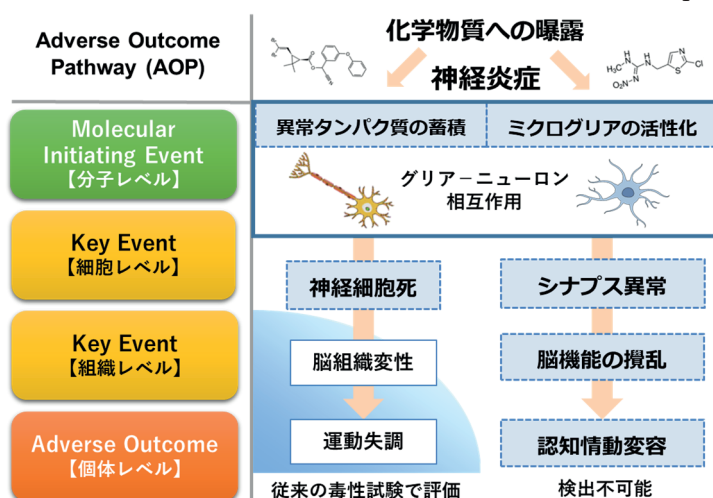 Adverse Outcome
Pathway (AOP)
化学物質への曝露
神経炎症
Br
Br
O
O
O
N
H₃C
H
N
H
N
N
NO₂
N
S
Cl
Molecular
Initiating Event
【分子レベル】
異常タンパク質の蓄積
ミクログリアの活性化
グリア－ニューロン
相互作用
Key Event
【細胞レベル】
神経細胞死
シナプス異常
Key Event
【組織レベル】
脳組織変性
脳機能の攪乱
Adverse Outcome
【個体レベル】
運動失調
認知情動変容
従来の毒性試験で評価
検出不可能